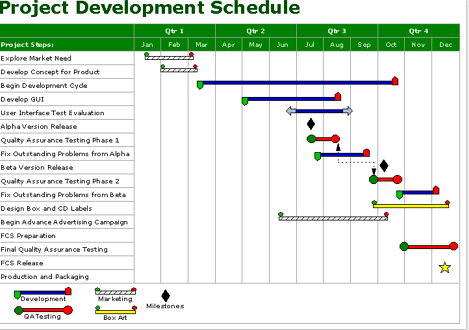 Project Development Schedule
Qtr 1 Qtr 2 Qtr 3 Qtr 4
Project Steps: Jan Feb Mar Apr May Jun Jul Aug Sep Oct Nov Dec
Explore Market Need
Develop Concept for Product
Begin Development Cycle
Develop GUI
User Interface Test Evaluation
Alpha Version Release
Quality Assurance Testing Phase 1
Fix Outstanding Problems from Alpha
Beta Version Release
Quality Assurance Testing Phase 2
Fix Outstanding Problems from Beta
Design Box and CD Labels
Begin Advance Advertising Campaign
FCS Preparation
Final Quality Assurance Testing
FCS Release
Production and Packaging
Development Marketing Milestones
QATesting Box Art